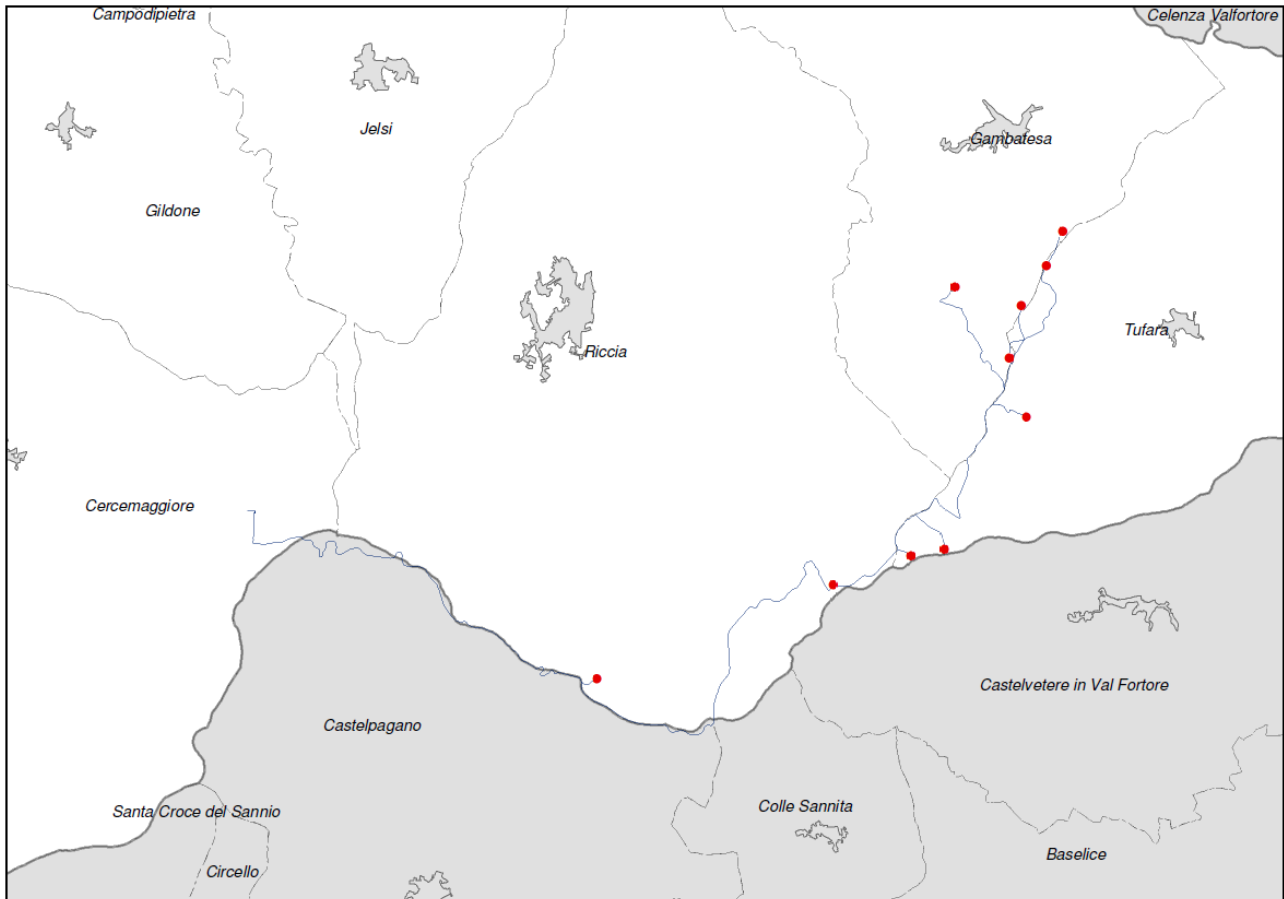 Campodipietra
Celenza Valfortore
Jelsi
Gambatesa
Gildone
Tufara
Riccia
Cercemaggiore
Castelvetere in Val Fortore
Castelpagano
Santa Croce del Sannio
Colle Sannita
Baselice
Circello